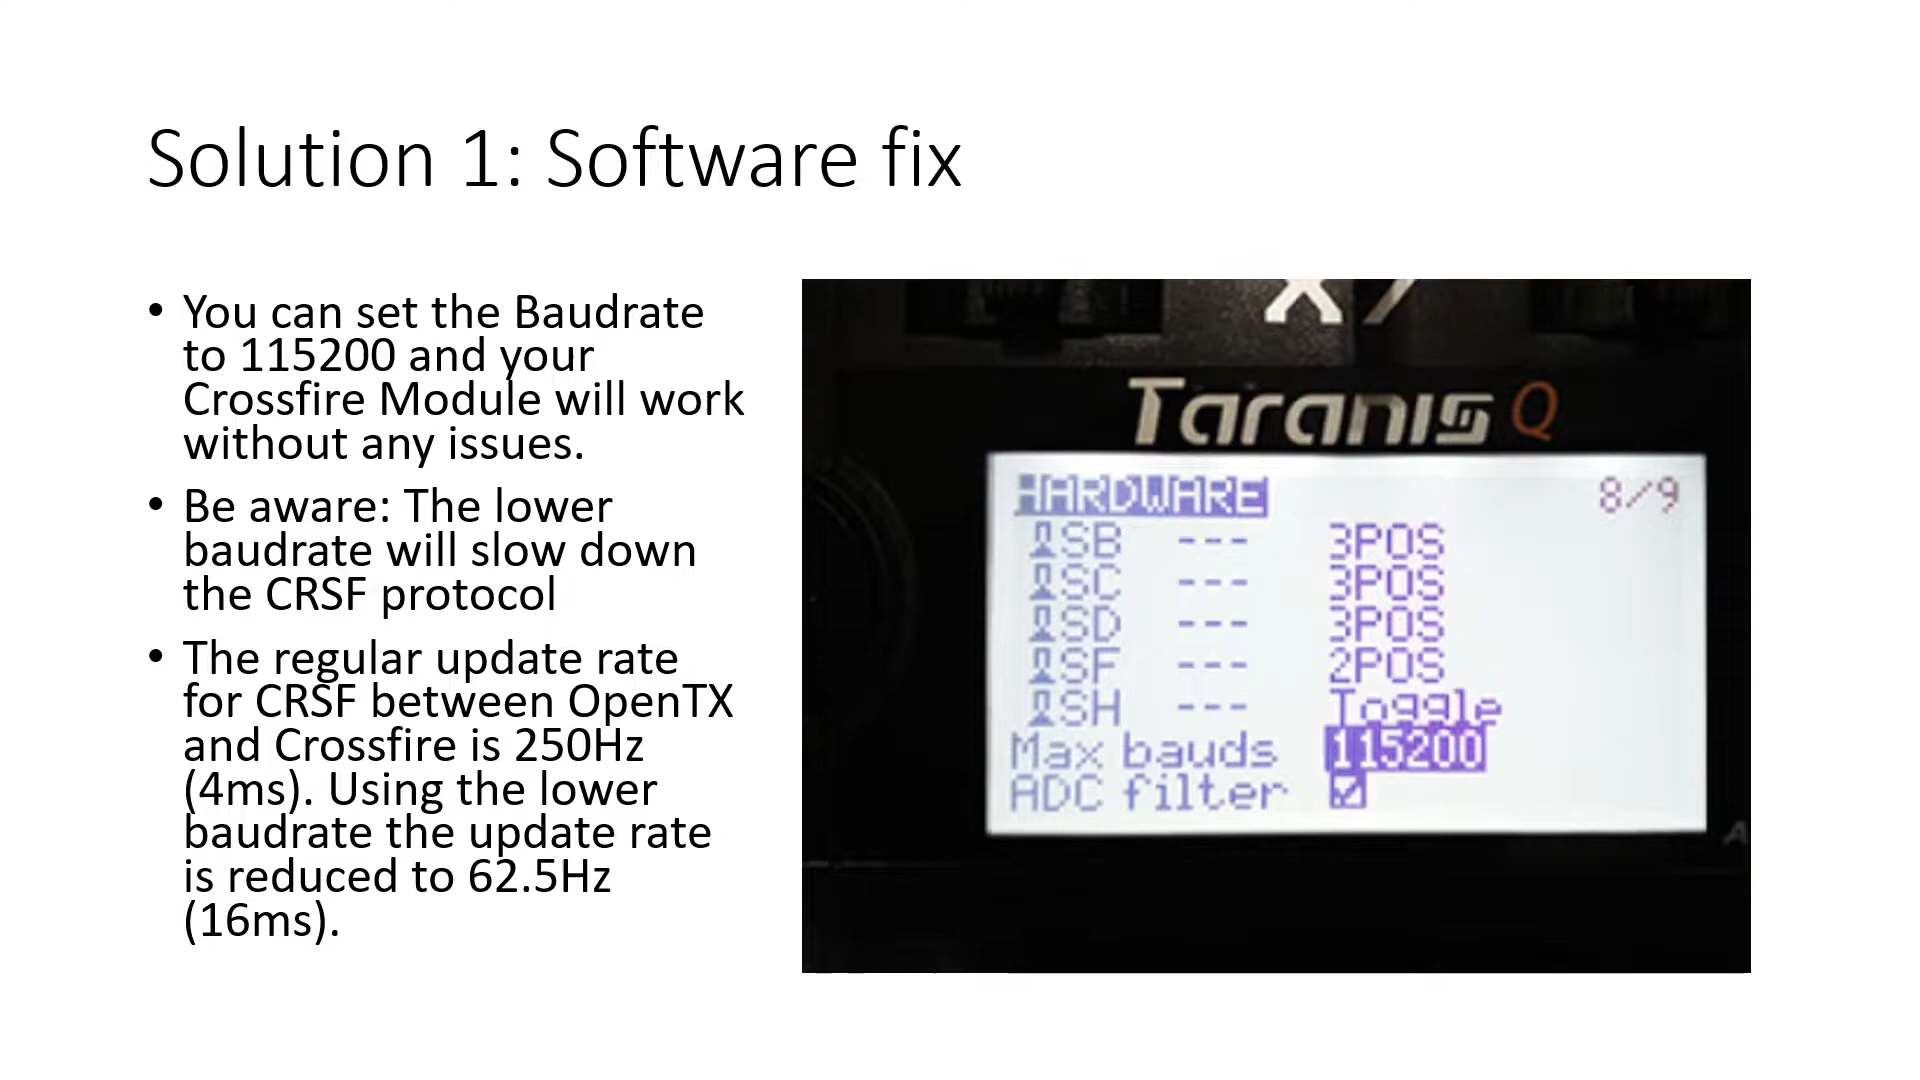 Solution 1: Software fix
• You can set the Baudrate
to 115200 and your
Crossfire Module will work
without any issues.
• Be aware: The lower
baudrate will slow down
the CRSF protocol
• The regular update rate
for CRSF between OpenTX
and Crossfire is 250Hz
(4ms). Using the lower
baudrate the update rate
is reduced to 62.5Hz
(16ms).
X7
Taranis Q
HARDWARE 8/9
SB --- 3POS
SC --- 3POS
SD --- 3POS
SF --- 2POS
SH --- Toggle
Max bauds 115200
ADC filter